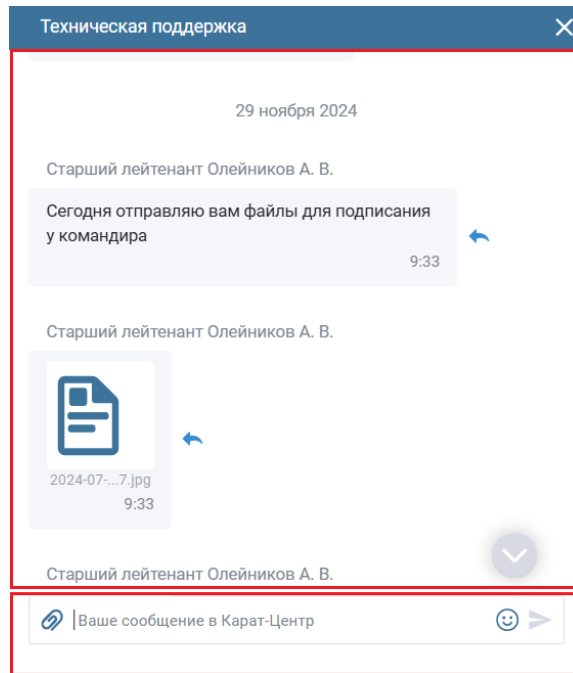 Техническая поддержка
29 ноября 2024
Старший лейтенант Олейников А. В.
Сегодня отправляю вам файлы для подписания
у командира
9:33
Старший лейтенант Олейников А. В.
2024-07-...7.jpg
9:33
Старший лейтенант Олейников А. В.
Ваше сообщение в Карат-Центр